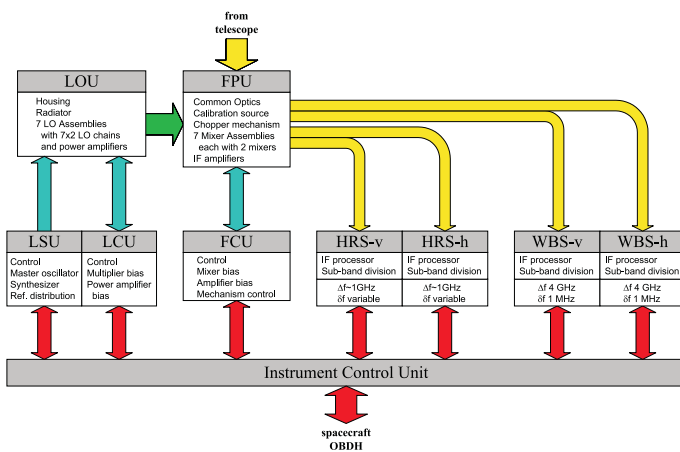 from
telescope
LOU
Housing
Radiator
7 LO Assemblies
with 7x2 LO chains
and power amplifiers
FPU
Common Optics
Calibration source
Chopper mechanism
7 Mixer Assemblies
each with 2 mixers
IF amplifiers
LSU
Control
Master oscillator
Synthesizer
Ref. distribution
LCU
Control
Multiplier bias
Power amplifier
bias
FCU
Control
Mixer bias
Amplifier bias
Mechanism control
HRS-v
IF processor
Sub-band division
Δf~1GHz
δf variable
HRS-h
IF processor
Sub-band division
Δf~1GHz
δf variable
WBS-v
IF processor
Sub-band division
Δf 4 GHz
δf 1 MHz
WBS-h
IF processor
Sub-band division
Δf 4 GHz
δf 1 MHz
Instrument Control Unit
spacecraft
OBDH